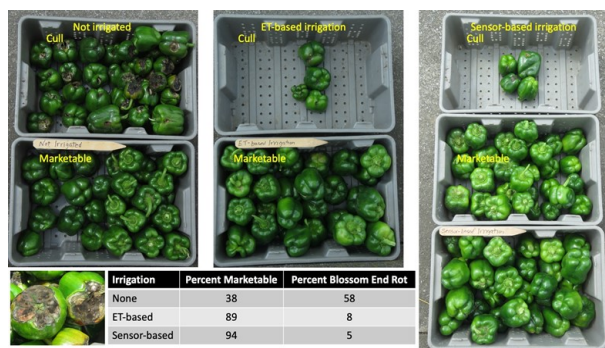 Not irrigated
Cull
ET-based irrigation
Cull
Sensor-based irrigation
Cull
Not Irrigated
Marketable
ET-based Irrigation
Marketable
Marketable
Irrigation
Irrigation Percent Marketable Percent Blossom End Rot
None 38 58
ET-based 89 8
Sensor-based 94 5